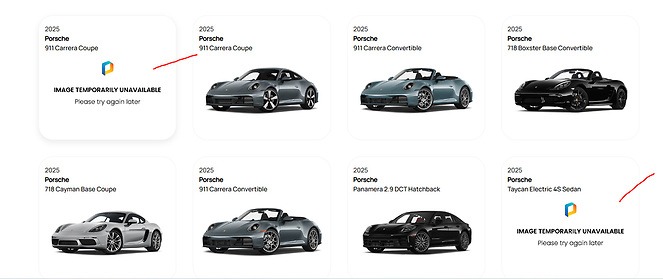 2025
Porsche
911 Carrera Coupe
IMAGE TEMPORARILY UNAVAILABLE
Please try again later
2025
Porsche
911 Carrera Coupe
2025
Porsche
911 Carrera Convertible
2025
Porsche
718 Boxster Base Convertible
2025
Porsche
718 Cayman Base Coupe
2025
Porsche
911 Carrera Convertible
2025
Porsche
Panamera 2.9 DCT Hatchback
2025
Porsche
Taycan Electric 4S Sedan
IMAGE TEMPORARILY UNAVAILABLE
Please try again later